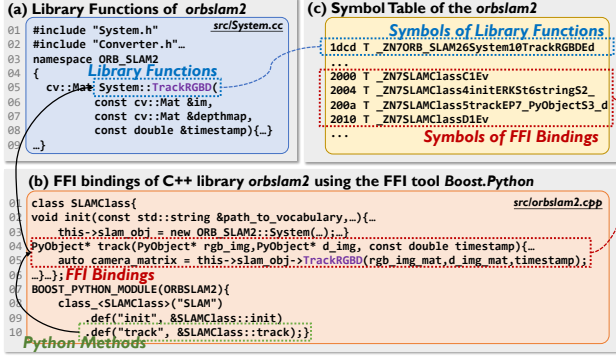 (a) Library Functions of orbslam2
src/System.cc
01 #include "System.h"
02 #include "Converter.h"…
03 namespace ORB_SLAM2
Library Functions
04 {
05 cv::Mat System::TrackRGBD(
06 const cv::Mat &im,
07 const cv::Mat &depthmap,
08 const double &timestamp){…}
09 …}
(c) Symbol Table of the orbslam2
Symbols of Library Functions
1dcd T _ZN7ORB_SLAM26System10TrackRGBDEd
...
2000 T _ZN7SLAMClassC1Ev
2004 T _ZN7SLAMClass4initERKSt6stringS2_
200a T _ZN7SLAMClass5trackEP7_PyObjectS3_d
2010 T _ZN7SLAMClassD1Ev
...
Symbols of FFI Bindings
(b) FFI bindings of C++ library orbslam2 using the FFI tool Boost.Python
src/orbslam2.cpp
01 class SLAMClass{
02 void init(const std::string &path_to_vocabulary,…){…
03 this->slam_obj = new ORB_SLAM2::System(…);…}
04 PyObject* track(PyObject* rgb_img,PyObject* d_img, const double timestamp){…
05 auto camera_matrix = this->slam_obj->TrackRGBD(rgb_img_mat,d_img_mat,timestamp);
06 …}…};
FFI Bindings
07 BOOST_PYTHON_MODULE(ORBSLAM2){
08 class_<SLAMClass>("SLAM")
09 .def("init", &SLAMClass::init)
10 .def("track", &SLAMClass::track);}
Python Methods